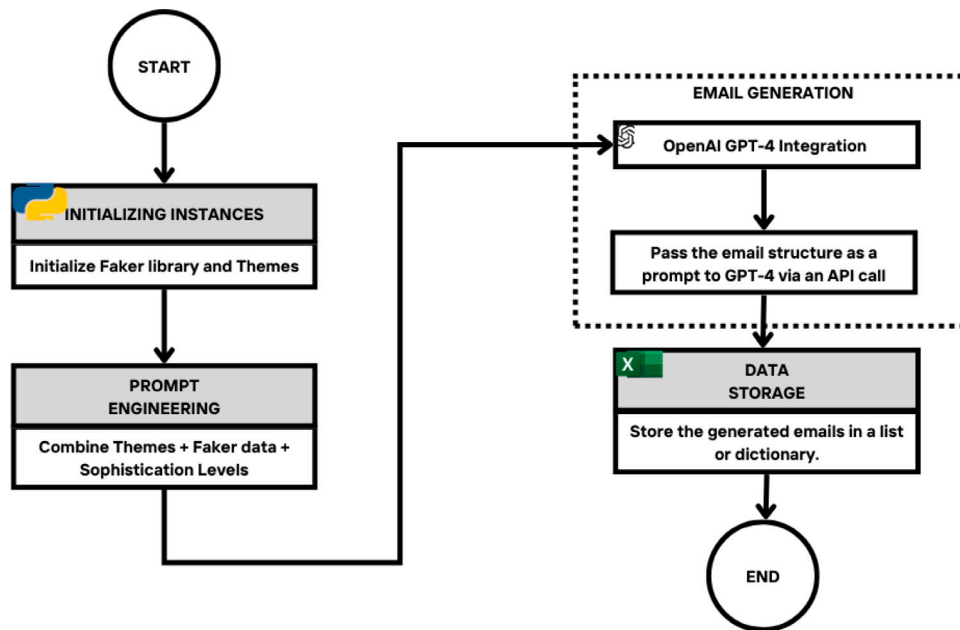 START
INITIALIZING INSTANCES
Initialize Faker library and Themes
PROMPT
ENGINEERING
Combine Themes + Faker data +
Sophistication Levels
EMAIL GENERATION
OpenAI GPT-4 Integration
Pass the email structure as a
prompt to GPT-4 via an API call
X
DATA
STORAGE
Store the generated emails in a list
or dictionary.
END